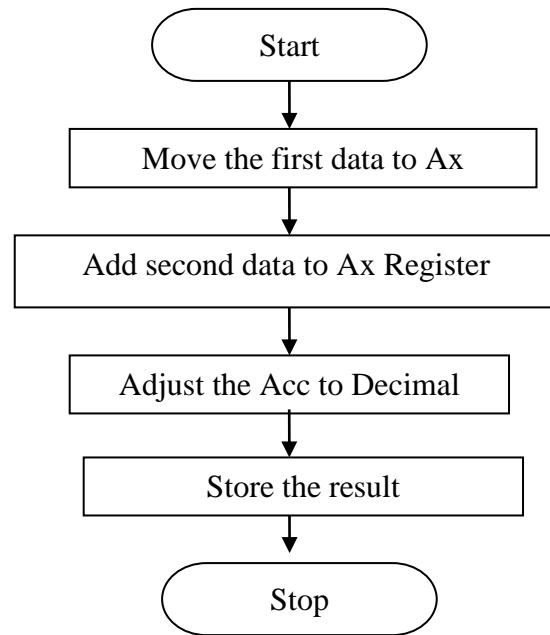 Start
Move the first data to Ax
Add second data to Ax Register
Adjust the Acc to Decimal
Store the result
Stop